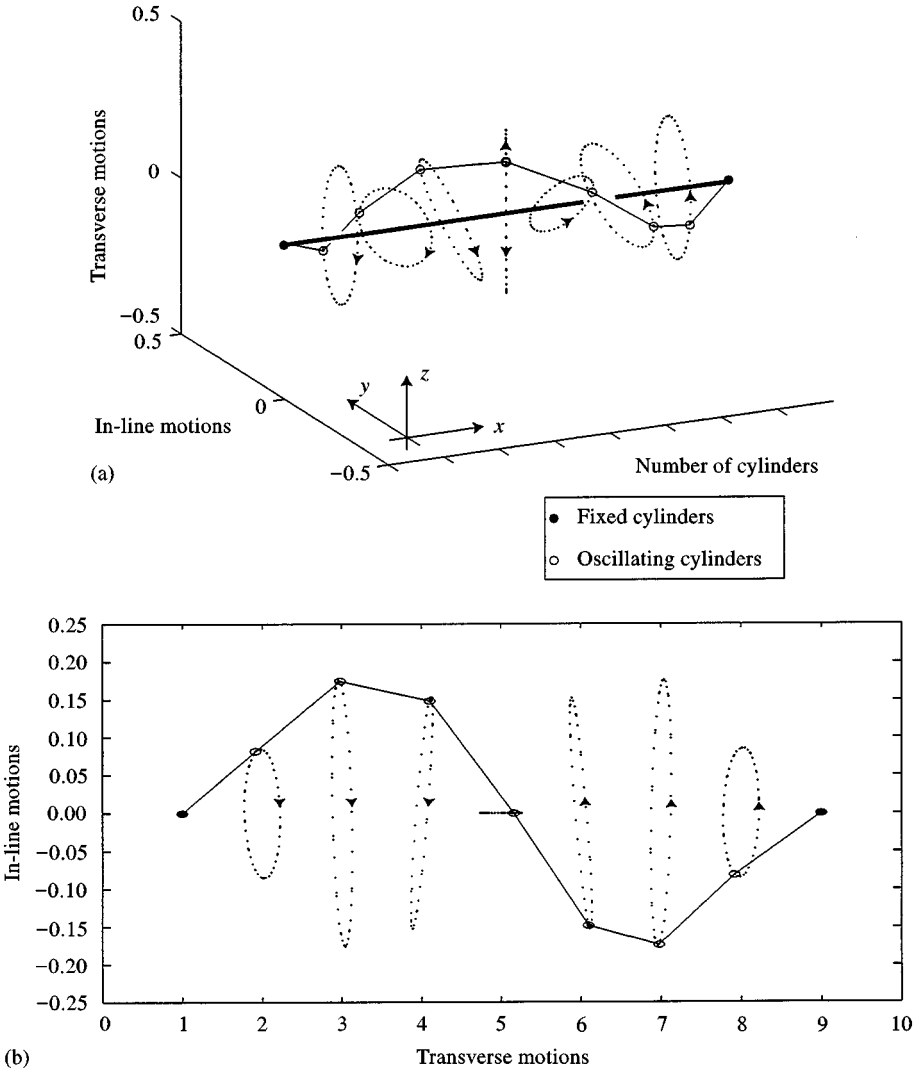 0.5
0
−0.5
Transverse motions
0.5
0
−0.5
In-line motions
y
z
x
Number of cylinders
(a)
Fixed cylinders
Oscillating cylinders
0.25
0.20
0.15
0.10
0.05
0.00
−0.05
−0.10
−0.15
−0.20
−0.25
In-line motions
0 1 2 3 4 5 6 7 8 9 10
Transverse motions
(b)